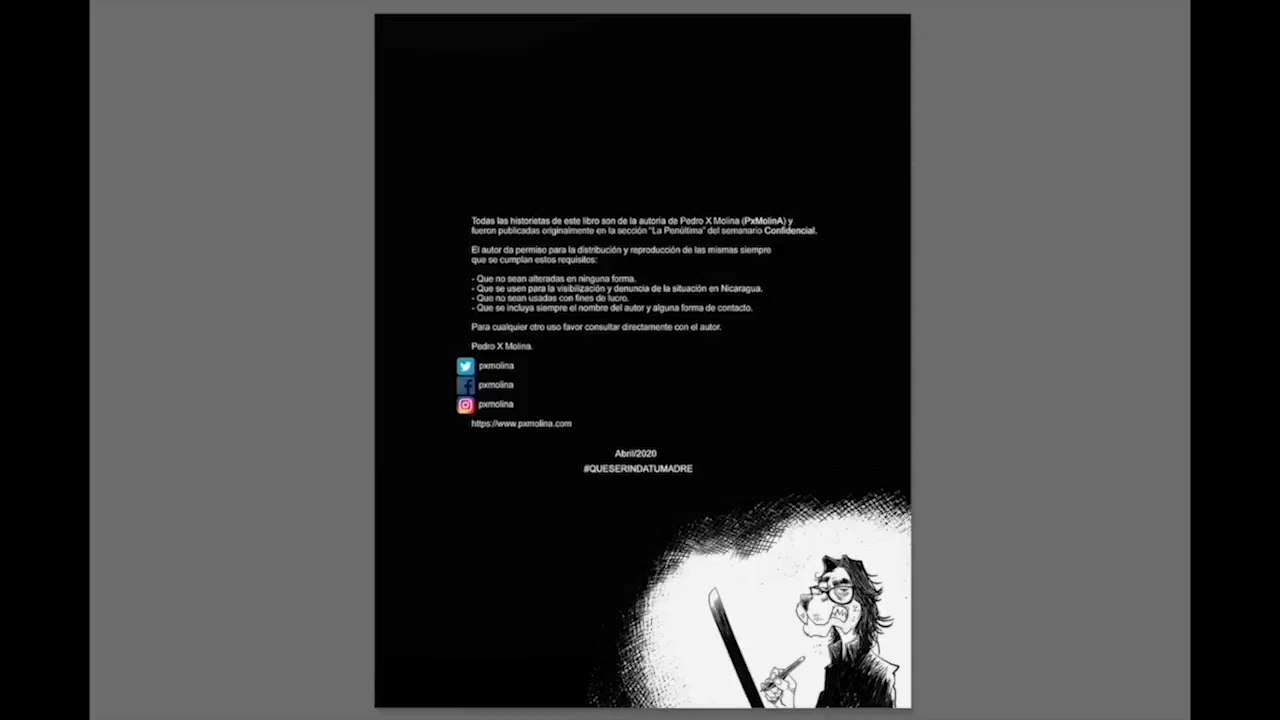 Todas las historietas de este libro son de la autoría de Pedro X Molina (PxMolinA) y
fueron publicadas originalmente en la sección "La Penúltima" del semanario Confidencial.
El autor da permiso para la distribución y reproducción de las mismas siempre
que se cumplan estos requisitos:
- Que no sean alteradas en ninguna forma.
- Que se usen para la visibilización y denuncia de la situación en Nicaragua.
- Que no sean usadas con fines de lucro.
- Que se incluya siempre el nombre del autor y alguna forma de contacto.
Para cualquier otro uso favor consultar directamente con el autor.
Pedro X Molina.
pxmolina
pxmolina
pxmolina
https://www.pxmolina.com
Abril/2020
#QUESERINDATUMADRE